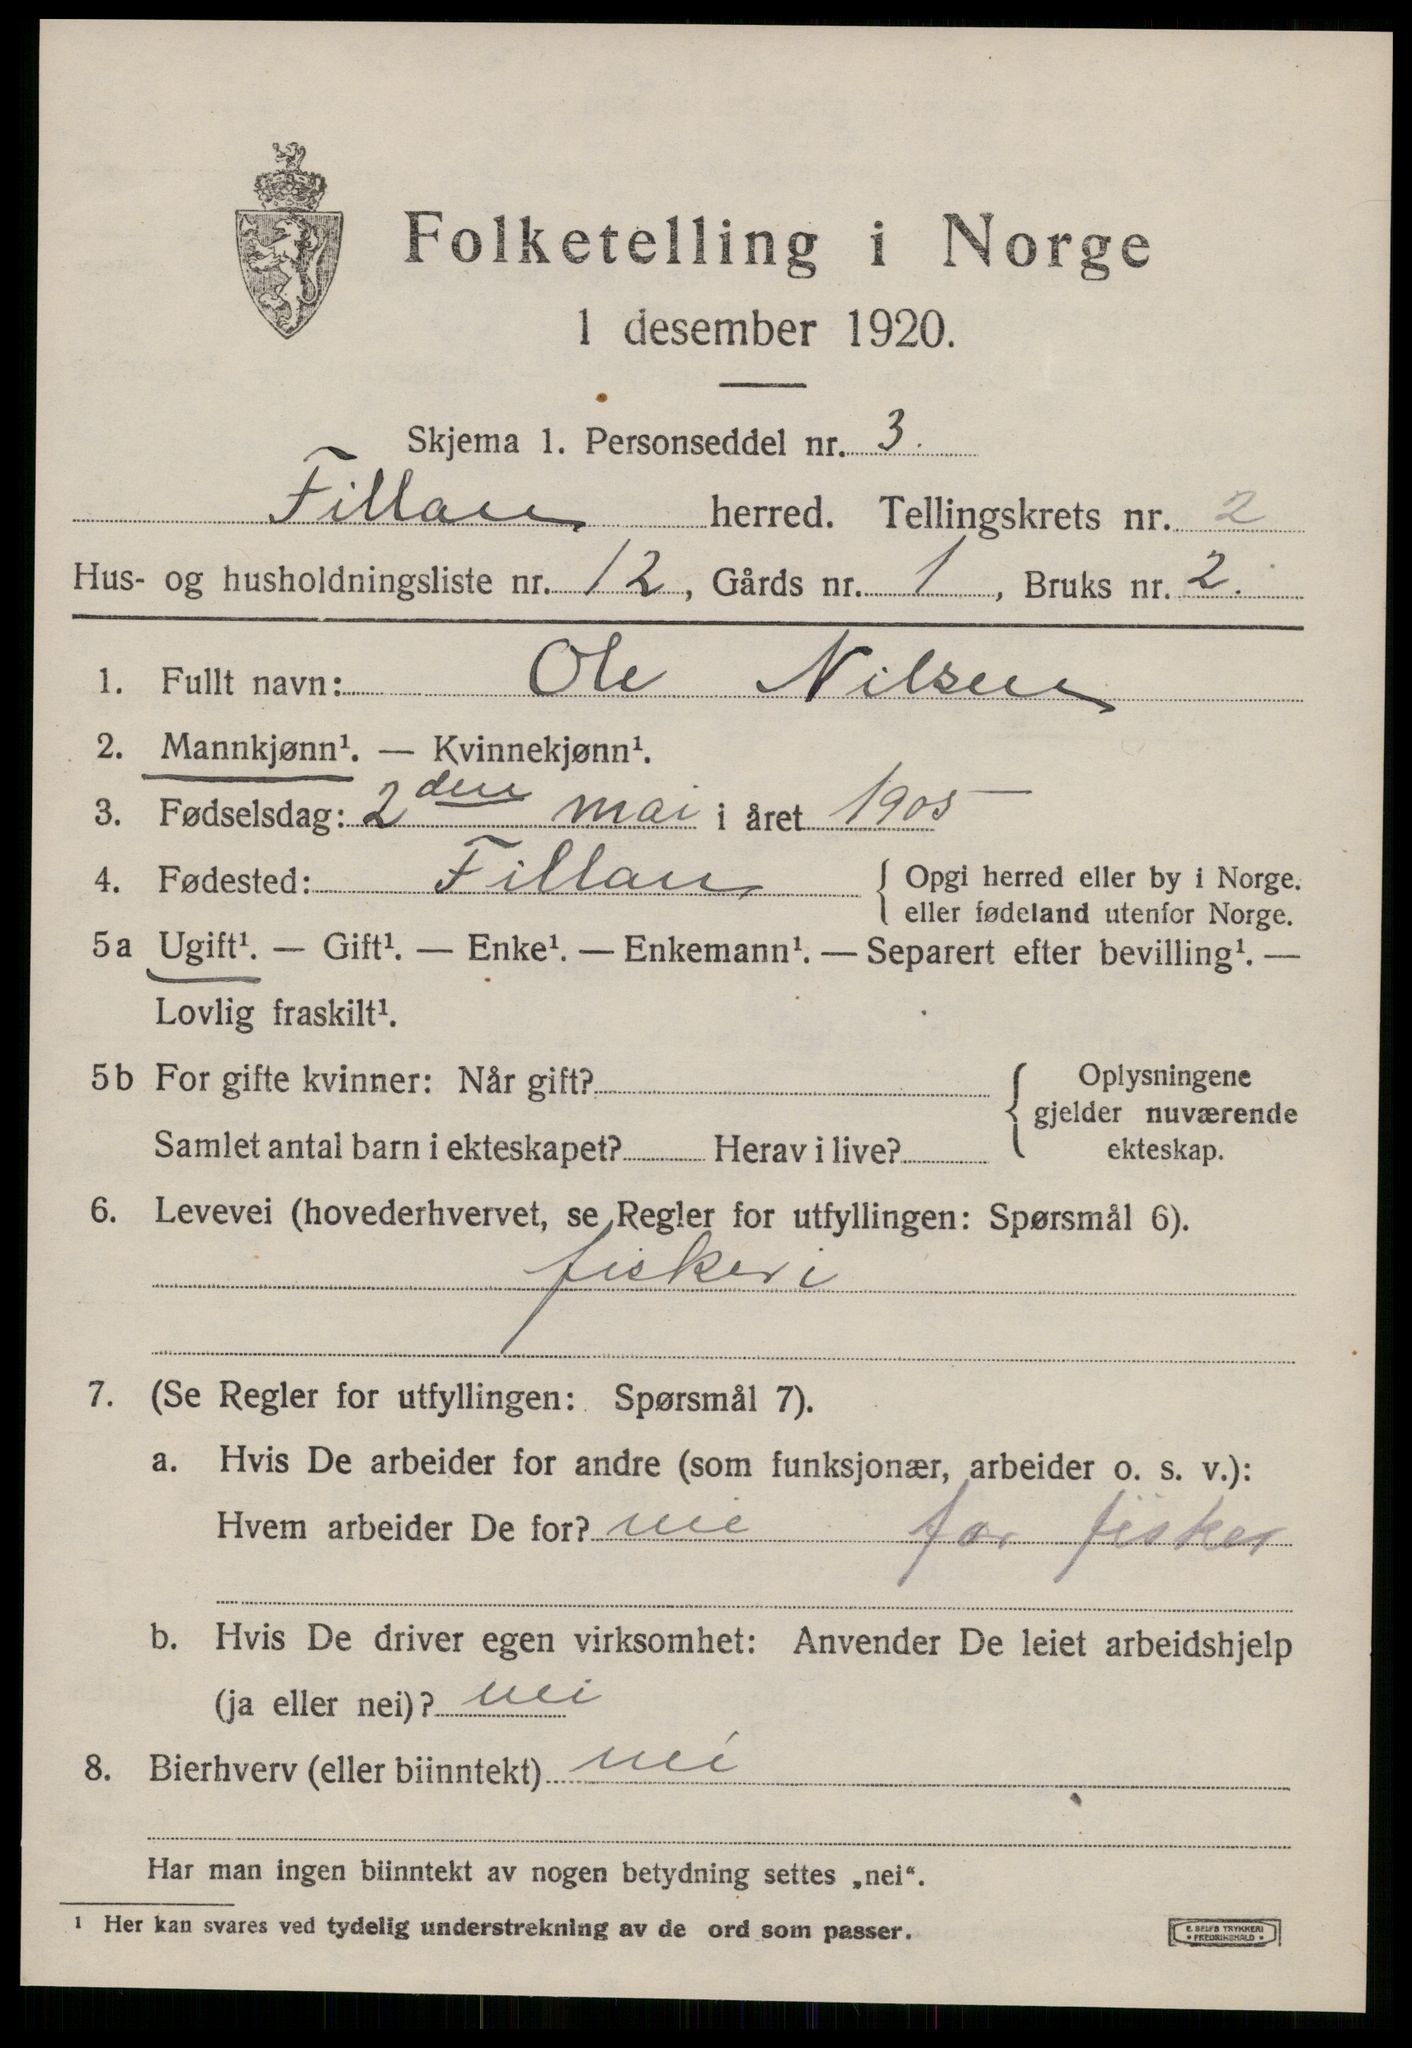 Folketelling i Norge
1 desember 1920.
Skjema 1. Personseddel nr. 3.
Fillan herred. Tellingskrets nr. 2
Hus- og husholdningsliste nr. 12, Gårds nr. 1, Bruks nr. 2.
1. Fullt navn: Ole Nilsen
2. Mannkjønn¹. — Kvinnekjønn¹.
3. Fødselsdag: 2den mai i året 1905
4. Fødested: Fillan { Opgi herred eller by i Norge.
eller fødeland utenfor Norge.
5a Ugift¹. — Gift¹. — Enke¹. — Enkemann¹. — Separert efter bevilling¹. —
Lovlig fraskilt¹.
5b For gifte kvinner: Når gift? { Oplysningene
gjelder nuværende
Samlet antal barn i ekteskapet? Herav i live? ekteskap.
6. Levevei (hovederhvervet, se Regler for utfyllingen: Spørsmål 6).
fiskeri
7. (Se Regler for utfyllingen: Spørsmål 7).
a. Hvis De arbeider for andre (som funksjonær, arbeider o. s. v.):
Hvem arbeider De for? nei far fisker
b. Hvis De driver egen virksomhet: Anvender De leiet arbeidshjelp
(ja eller nei)? nei
8. Bierhverv (eller biinntekt) nei
Har man ingen biinntekt av nogen betydning settes „nei“.
¹ Her kan svares ved tydelig understrekning av de ord som passer.
E. SELFS TRYKKERI
• FREDRIKSHALD •